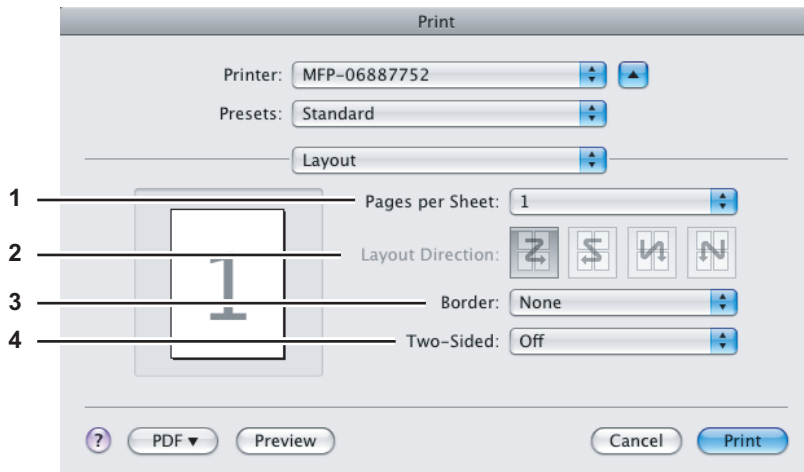 Print
Printer: MFP-06887752
Presets: Standard
Layout
1 Pages per Sheet: 1
2 Layout Direction:
3 Border: None
4 Two-Sided: Off
1
? PDF ▼ Preview Cancel Print